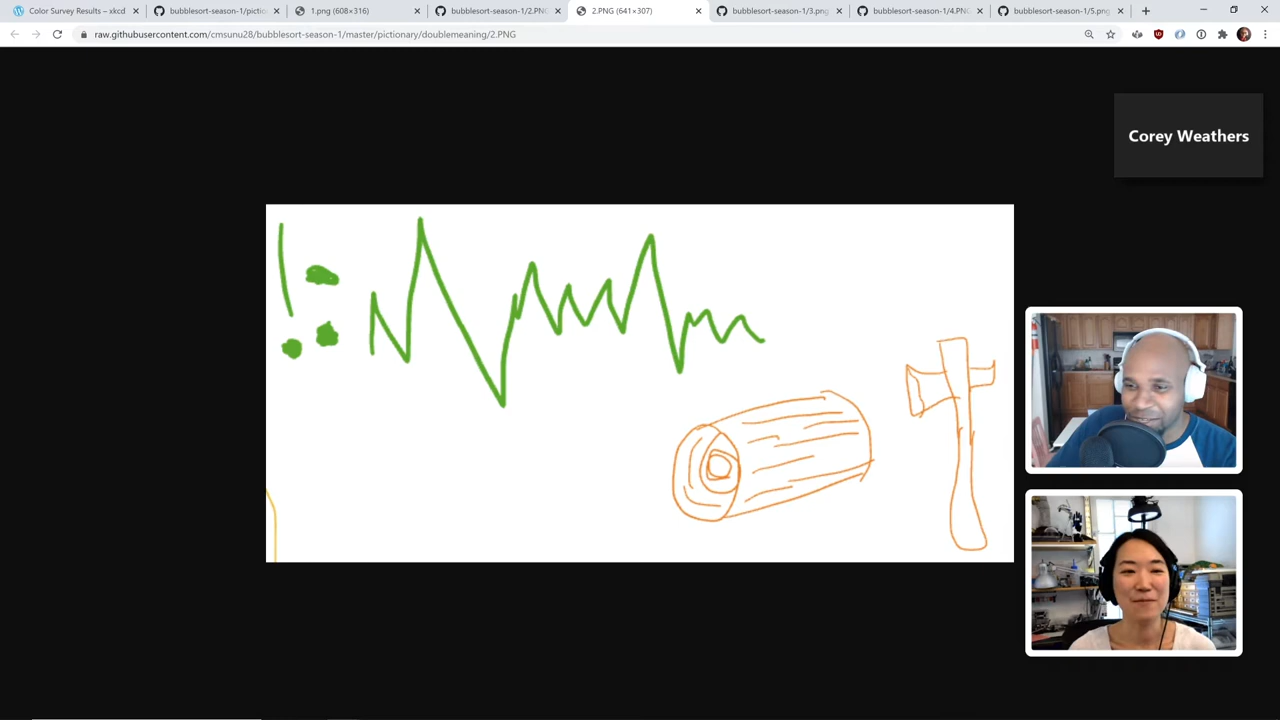 Color Survey Results – xkcd
bubblesort-season-1/pictio
1.png (608×316)
bubblesort-season-1/2.PNG
2.PNG (641×307)
bubblesort-season-1/3.png
bubblesort-season-1/4.PNG
bubblesort-season-1/5.png
raw.githubusercontent.com/cmsunu28/bubblesort-season-1/master/pictionary/doublemeaning/2.PNG
Corey Weathers